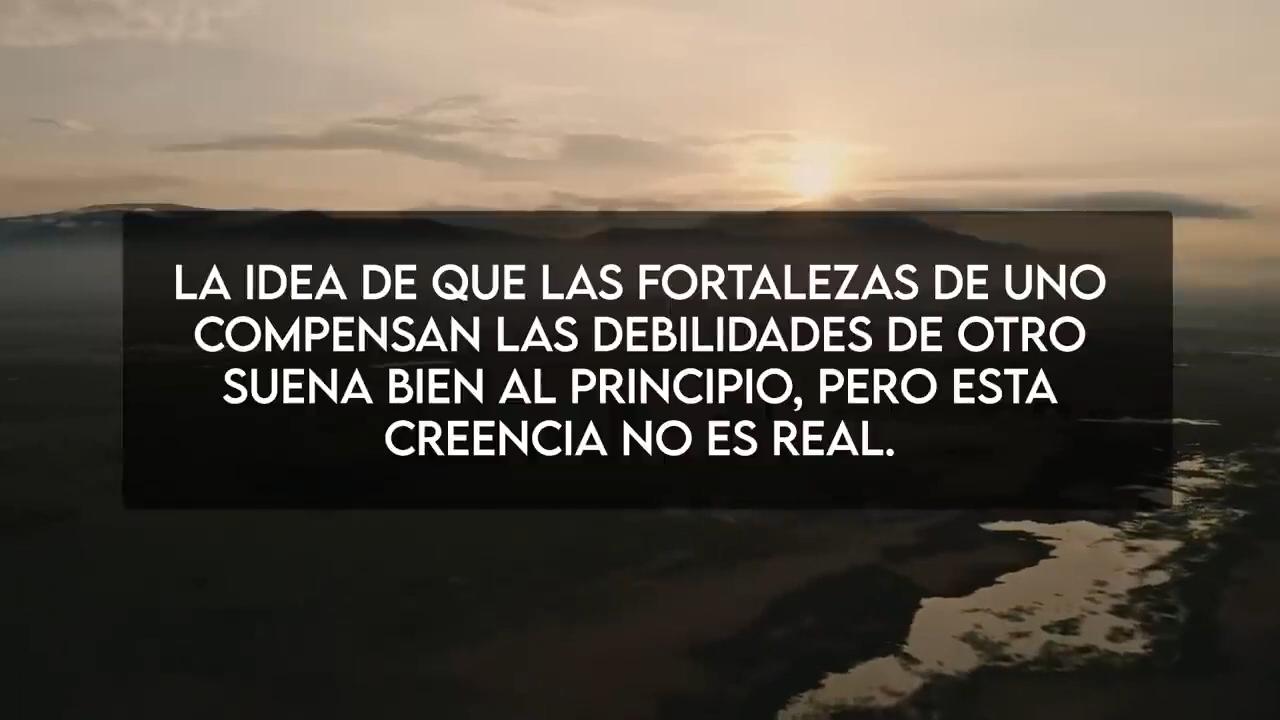 LA IDEA DE QUE LAS FORTALEZAS DE UNO
COMPENSAN LAS DEBILIDADES DE OTRO
SUENA BIEN AL PRINCIPIO, PERO ESTA
CREENCIA NO ES REAL.